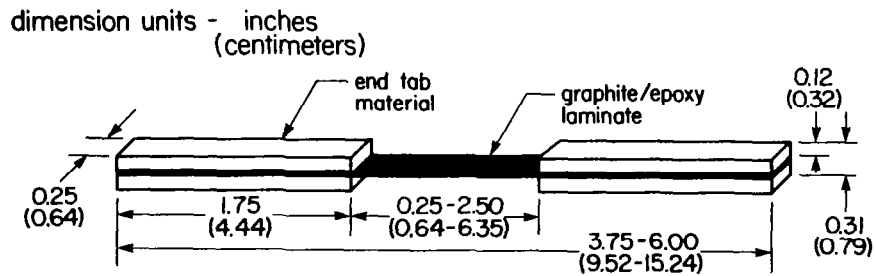 dimension units - inches
(centimeters)
end tab
material
graphite/epoxy
laminate
0.12
(0.32)
0.25
(0.64)
1.75
(4.44)
0.25-2.50
(0.64-6.35)
0.31
(0.79)
3.75-6.00
(9.52-15.24)